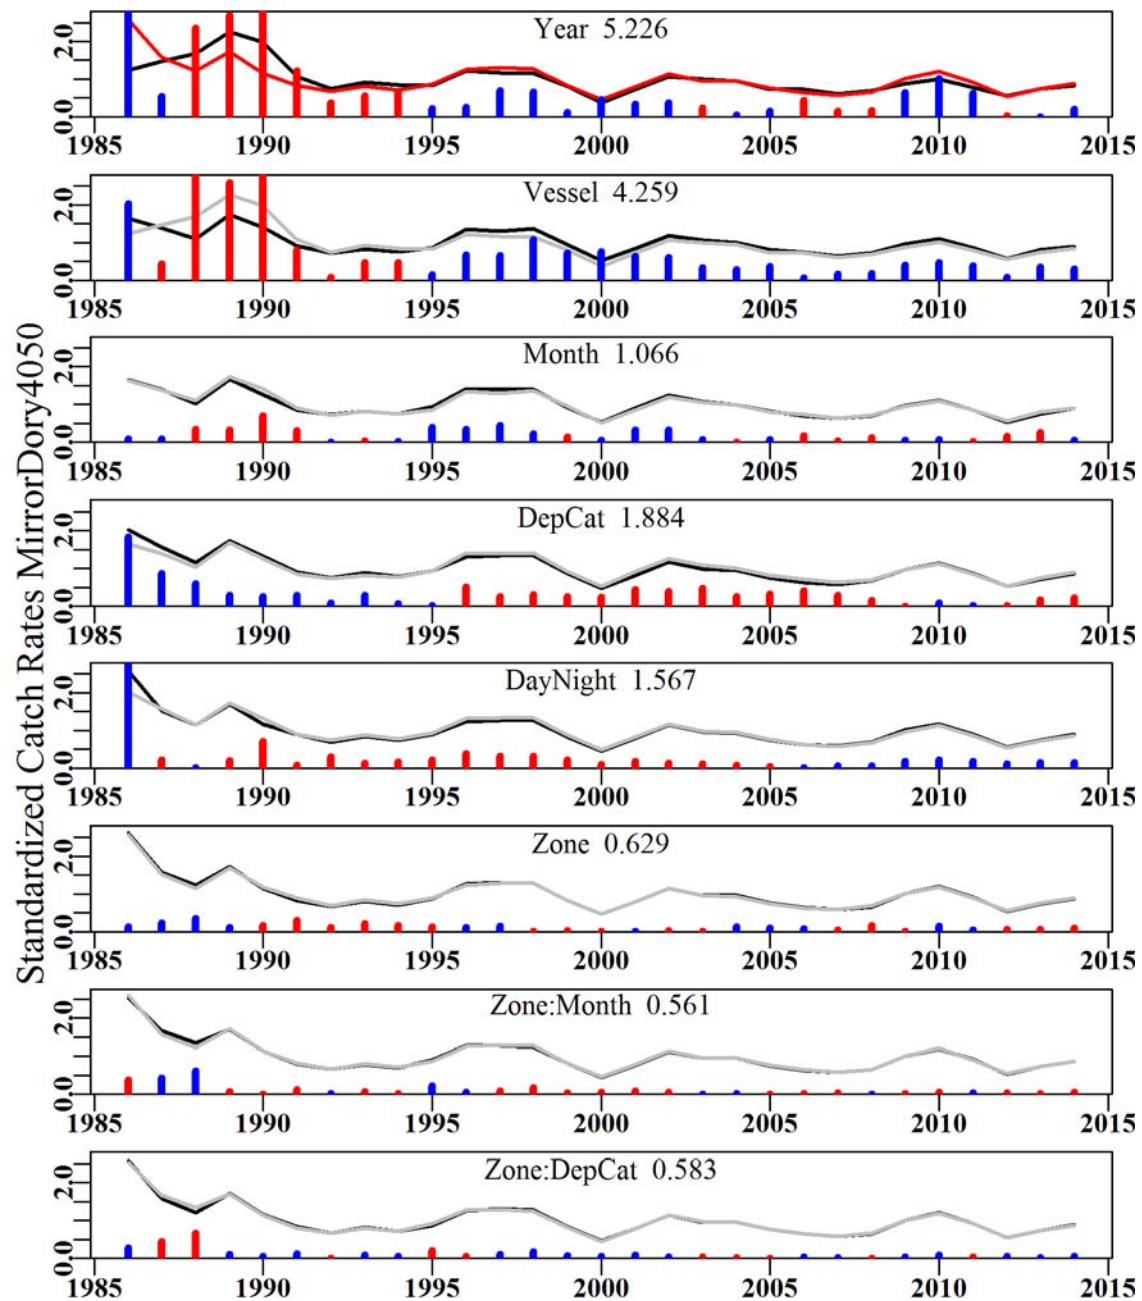 Standardized Catch Rates MirrorDory4050
Year 5.226
0.0 2.0
1985 1990 1995 2000 2005 2010 2015
Vessel 4.259
0.0 2.0
1985 1990 1995 2000 2005 2010 2015
Month 1.066
0.0 2.0
1985 1990 1995 2000 2005 2010 2015
DepCat 1.884
0.0 2.0
1985 1990 1995 2000 2005 2010 2015
DayNight 1.567
0.0 2.0
1985 1990 1995 2000 2005 2010 2015
Zone 0.629
0.0 2.0
1985 1990 1995 2000 2005 2010 2015
Zone:Month 0.561
0.0 2.0
1985 1990 1995 2000 2005 2010 2015
Zone:DepCat 0.583
0.0 2.0
1985 1990 1995 2000 2005 2010 2015